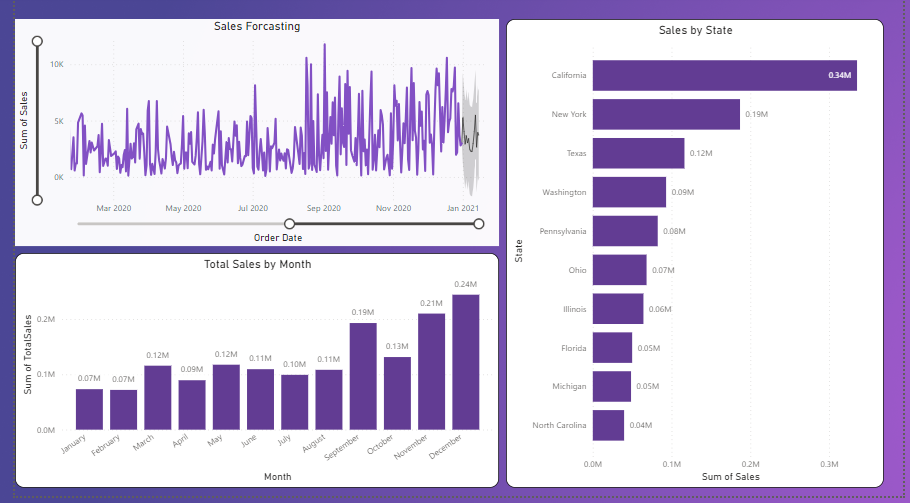 Sales Forcasting
Sum of Sales
10K
5K
0K
Mar 2020 May 2020 Jul 2020 Sep 2020 Nov 2020 Jan 2021
Order Date
Total Sales by Month
Sum of TotalSales
0.2M
0.1M
0.0M
0.07M 0.07M 0.12M 0.09M 0.12M 0.11M 0.10M 0.11M 0.19M 0.13M 0.21M 0.24M
January February March April May June July August September October November December
Month
Sales by State
State
California 0.34M
New York 0.19M
Texas 0.12M
Washington 0.09M
Pennsylvania 0.08M
Ohio 0.07M
Illinois 0.06M
Florida 0.05M
Michigan 0.05M
North Carolina 0.04M
0.0M 0.1M 0.2M 0.3M
Sum of Sales